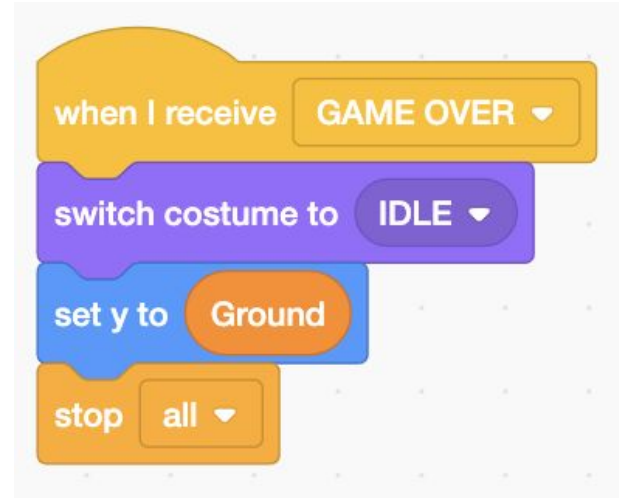 when I receive GAME OVER
switch costume to IDLE
set y to Ground
stop all